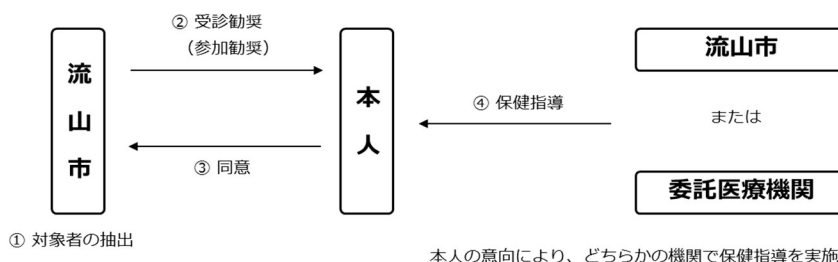 ② 受診勧奨
（参加勧奨）
流山市
本人
③ 同意
① 対象者の抽出
④ 保健指導
流山市
または
委託医療機関
本人の意向により、どちらかの機関で保健指導を実施